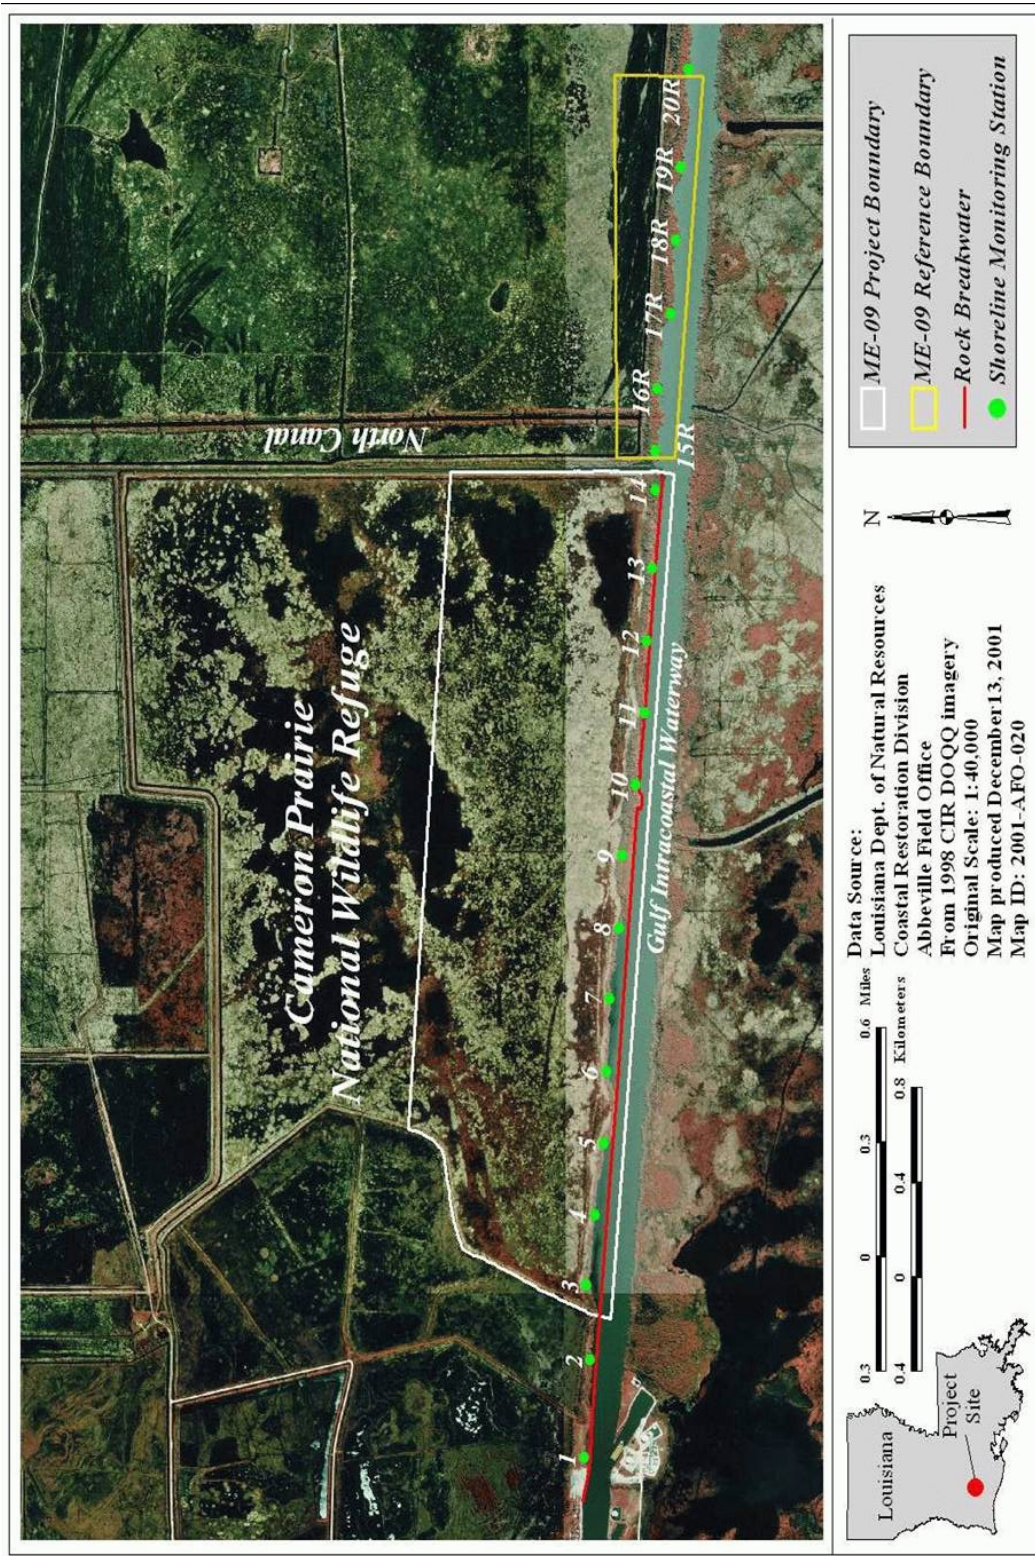 Cameron Prairie
National Wildlife Refuge
North Canal
Gulf Intracoastal Waterway
1
2
3
4
5
6
7
8
9
10
11
12
13
14
15R
16R
17R
18R
19R
20R
Louisiana
Project
Site
0.3 0 0.3 0.6 Miles
0.4 0 0.4 0.8 Kilometers
Data Source:
Louisiana Dept. of Natural Resources
Coastal Restoration Division
Abbeville Field Office
From 1998 CIR DOQQ imagery
Original Scale: 1:40,000
Map produced December13, 2001
Map ID: 2001-AFO-020
N
ME-09 Project Boundary
ME-09 Reference Boundary
Rock Breakwater
Shoreline Monitoring Station